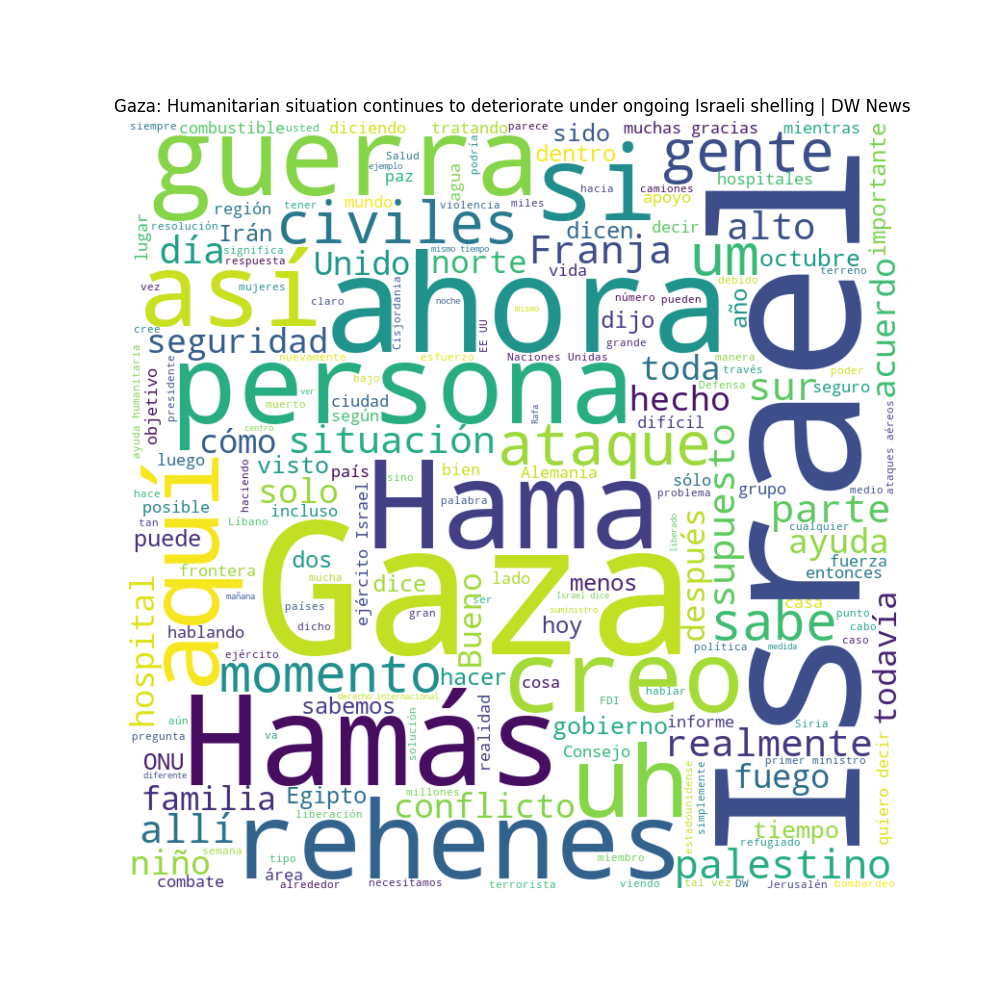 Gaza: Humanitarian situation continues to deteriorate under ongoing Israeli shelling | DW News
siempre combustible usted diciendo tratando parece sido muchas gracias mientras
guerra Salud ejemplo paz agua podría dentro si gente importante
mundo hacia camiones apoyo hospitales
región tener violencia miles
lugar resolución Irán civiles dicen decir alto
día significa mismo tiempo Franja um octubre
respuesta Unido norte vida debido terreno
vez mujeres así ahora número pueden año acuerdo Israel
claro Cisjordania noche mismo dijo
cree seguridad EE UU grande
ayuda humanitaria nuevamente esfuerzo Naciones Unidas toda manera
objetivo presidente persona bajo ver través poder
muerto ciudad Defensa sur seguro
centro según Rafa hecho difícil ataques aéreos
cómo situación ataque
luego visto país bien Alemania sólo grupo medio
hace haciendo sino problema
posible aquí solo incluso Hama palabra supuesto parte
tan Líbano cualquier
puede ejército Israel liberado ayuda
dos fuerza
frontera mucha dice Gaza lado menos después entonces
mañana Bueno ser Israel dice casa
hospital países gran suministro punto
hablando dicho hoy sabe cabo
ejército política caso todavía
momento hacer creo medida
cosa hablar
derecho internacional FDI
sabemos
aún Hamás solución realidad gobierno informe Siria
pregunta va Consejo realmente quiero decir
ONU primer ministro
diferente uh fuego
familia Egipto millones conflicto estadounidense simplemente
liberación
allí rehenes tiempo
refugiado
niño semana tipo miembro palestino
área
combate alrededor necesitamos terrorista viendo tal vez DW Jerusalén bombardeo